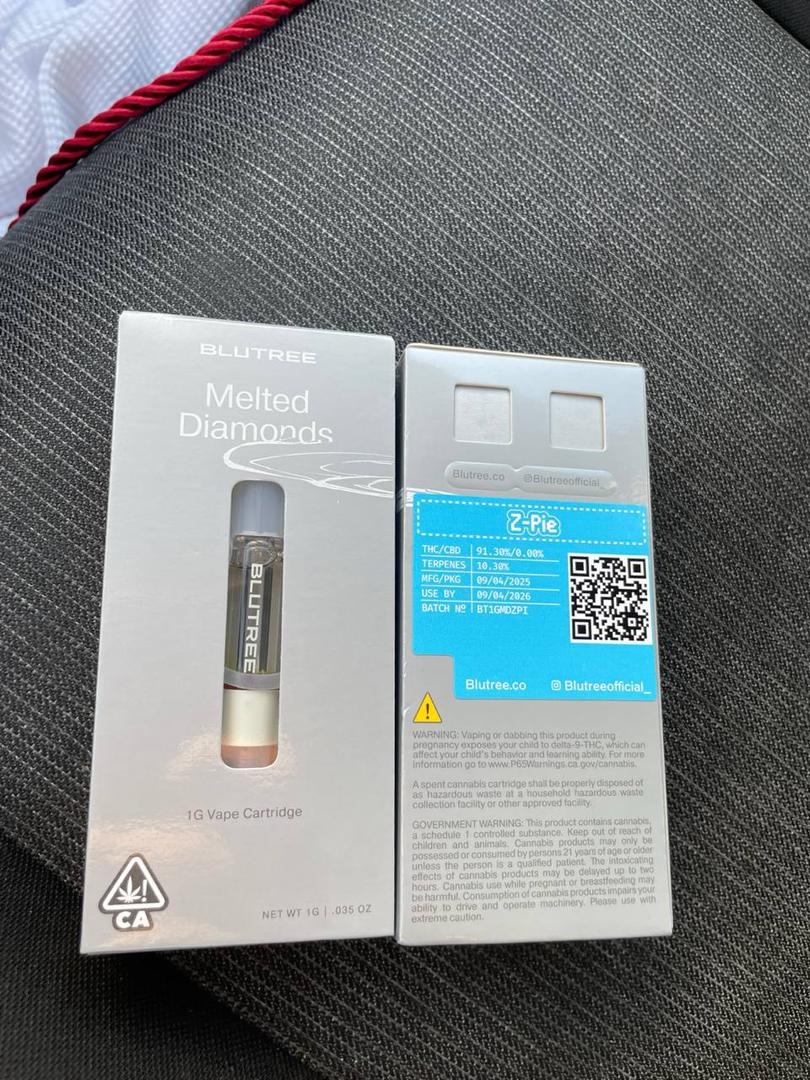 BLUTREE
Melted
Diamonds
BLUTREE
1G Vape Cartridge
CA
NET WT 1G | .035 OZ
Blutree.co @Blutreeofficial_
Z-Pie
THC/CBD 91.30%/0.00%
TERPENES 10.30%
MFG/PKG 09/04/2025
USE BY 09/04/2026
BATCH Nº BT1GMDZPI
Blutree.co Blutreeofficial_
WARNING: Vaping or dabbing this product during
pregnancy exposes your child to delta-9-THC, which can
affect your child's behavior and learning ability. For more
information go to www.P65Warnings.ca.gov/cannabis.
A spent cannabis cartridge shall be properly disposed of
as hazardous waste at a household hazardous waste
collection facility or other approved facility.
GOVERNMENT WARNING: This product contains cannabis,
a schedule 1 controlled substance. Keep out of reach of
children and animals. Cannabis products may only be
possessed or consumed by persons 21 years of age or older
unless the person is a qualified patient. The intoxicating
effects of cannabis products may be delayed up to two
hours. Cannabis use while pregnant or breastfeeding may
be harmful. Consumption of cannabis products impairs your
ability to drive and operate machinery. Please use with
extreme caution.